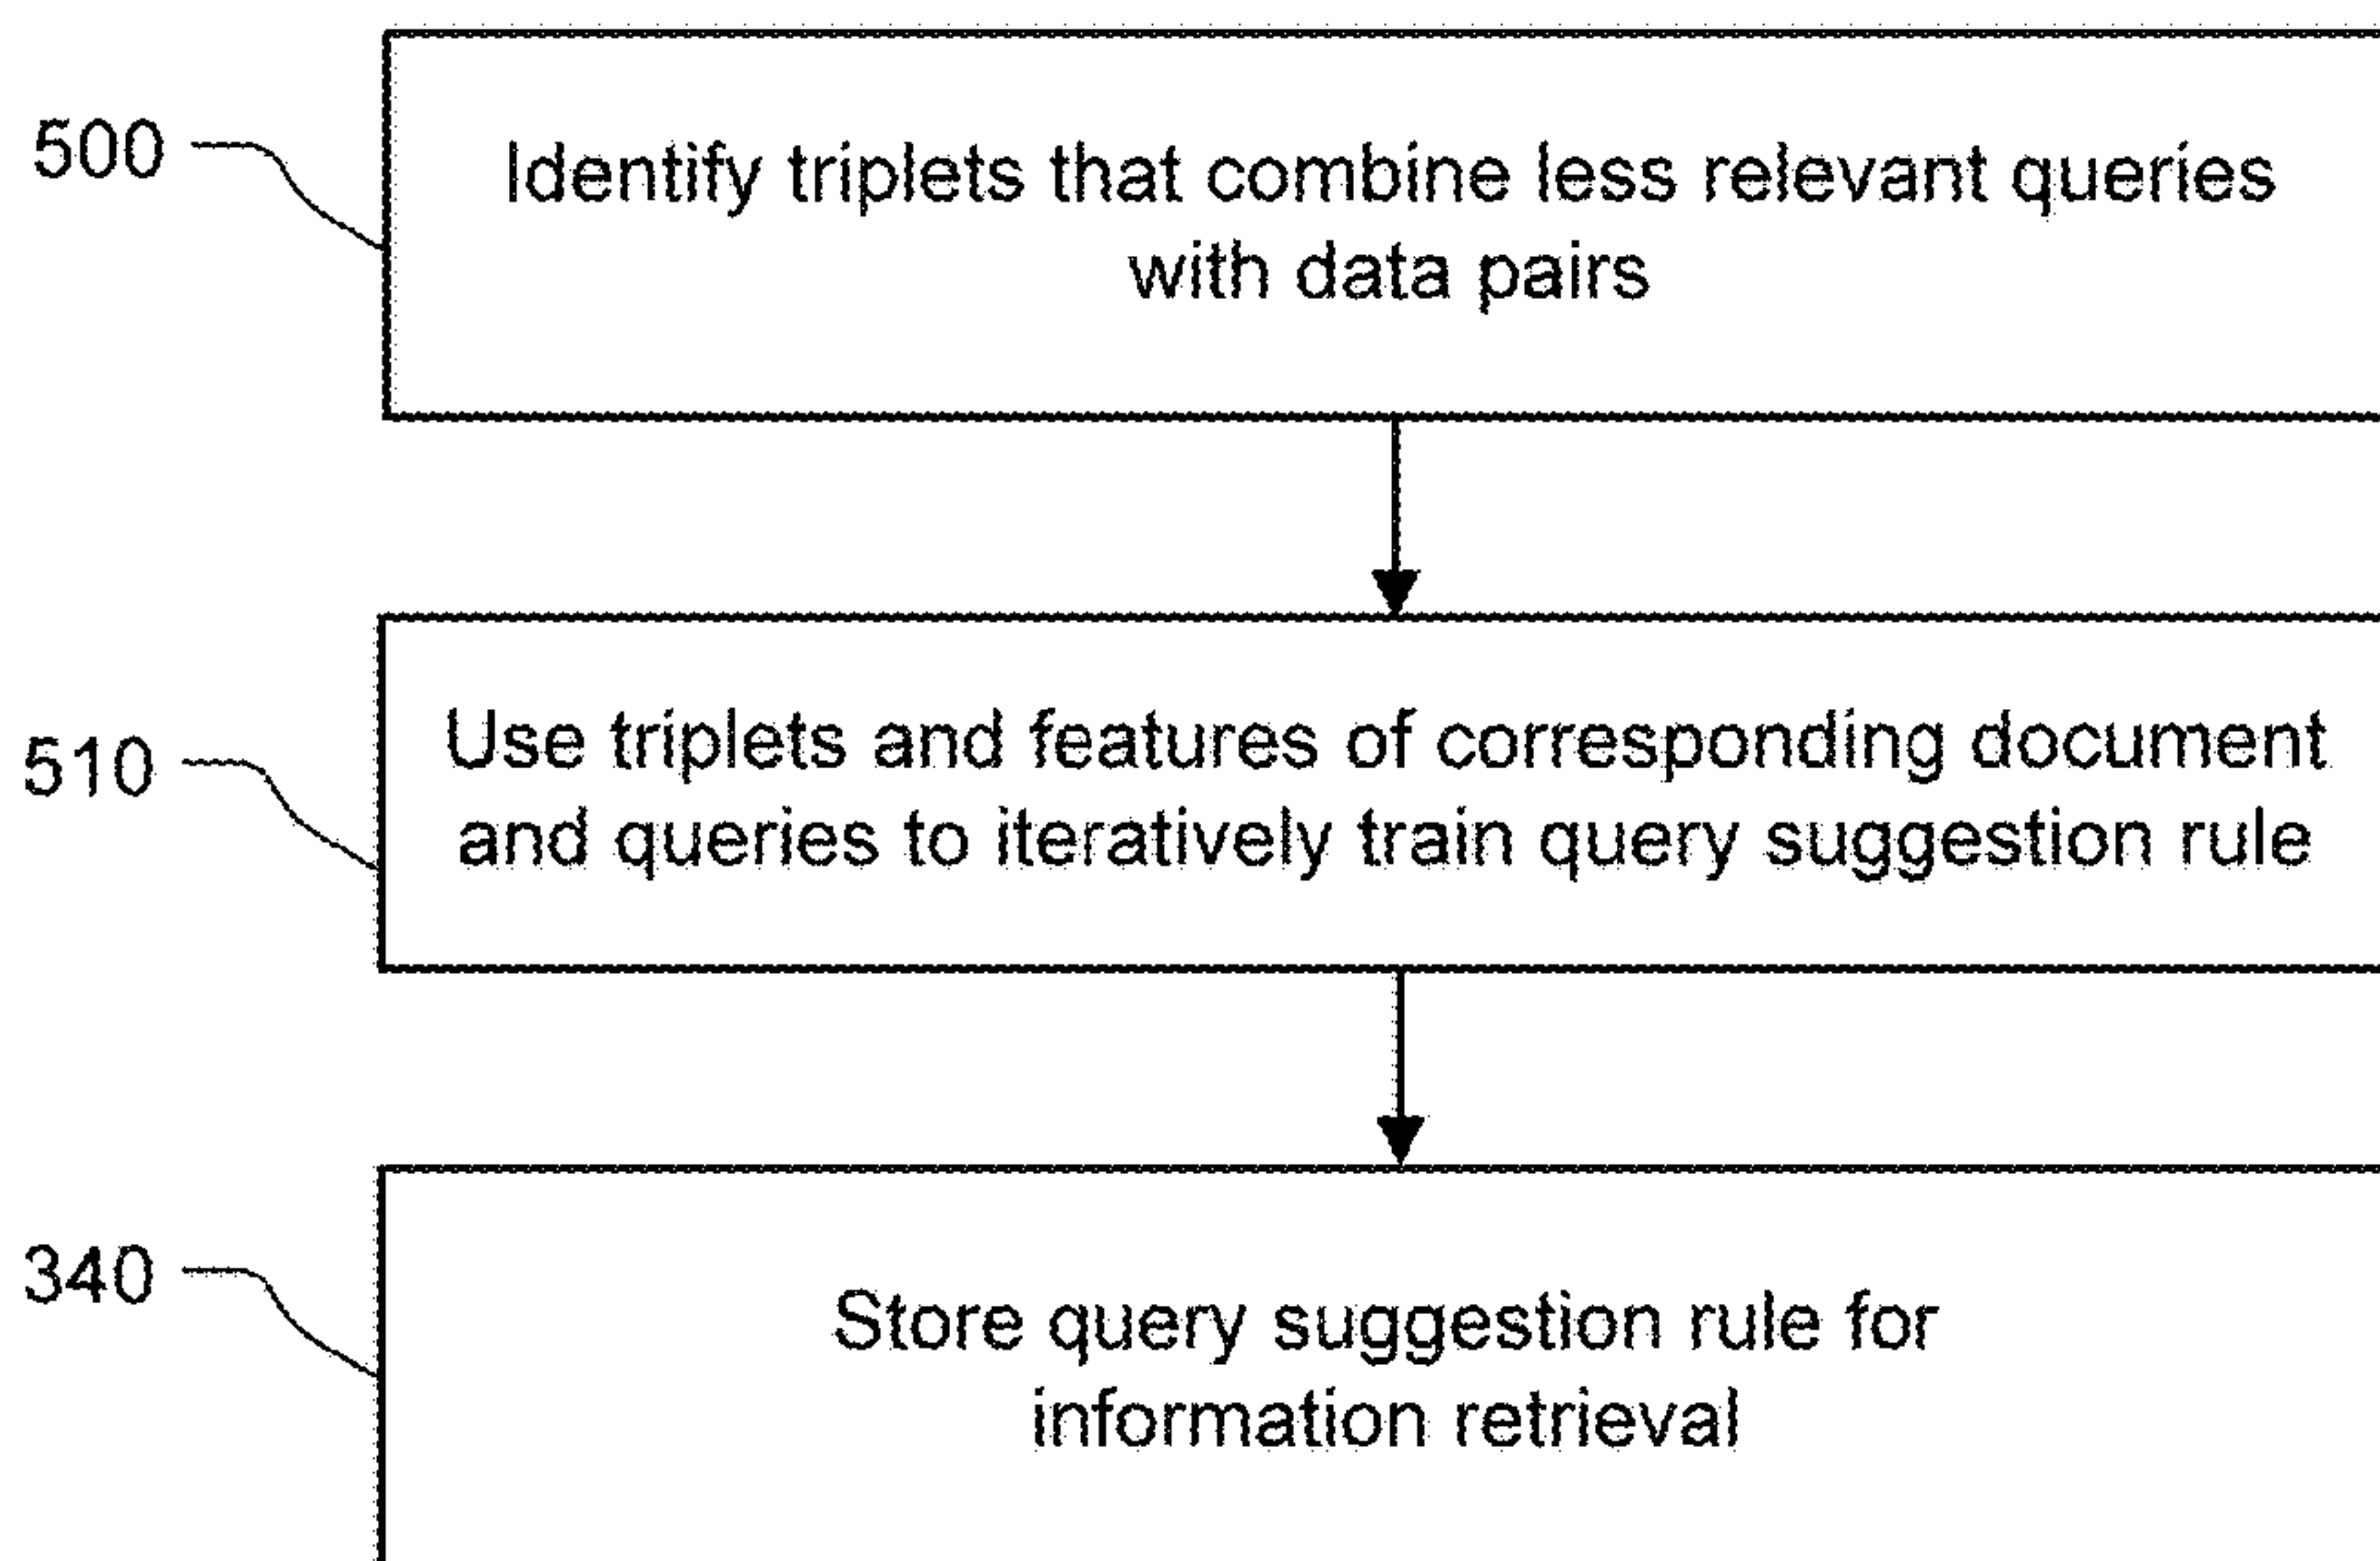 500
Identify triplets that combine less relevant queries
with data pairs
510
Use triplets and features of corresponding document
and queries to iteratively train query suggestion rule
340
Store query suggestion rule for
information retrieval